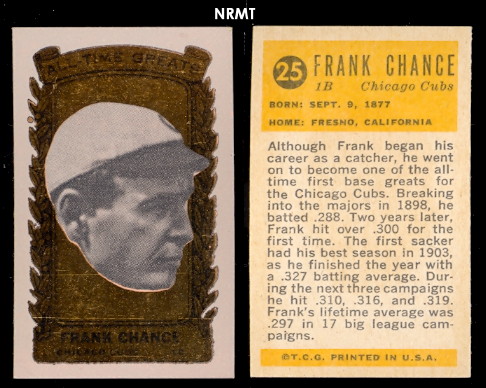 NRMT
ALL-TIME GREATS
FRANK CHANCE
25 FRANK CHANCE
1B Chicago Cubs
BORN: SEPT. 9, 1877
HOME: FRESNO, CALIFORNIA
Although Frank began his
career as a catcher, he went
on to become one of the all-
time first base greats for
the Chicago Cubs. Breaking
into the majors in 1898, he
batted .288. Two years later,
Frank hit over .300 for the
first time. The first sacker
had his best season in 1903,
as he finished the year with
a .327 batting average. Dur-
ing the next three campaigns
he hit .310, .316, and .319.
Frank's lifetime average was
.297 in 17 big league cam-
paigns.
©T.C.G. PRINTED IN U.S.A.